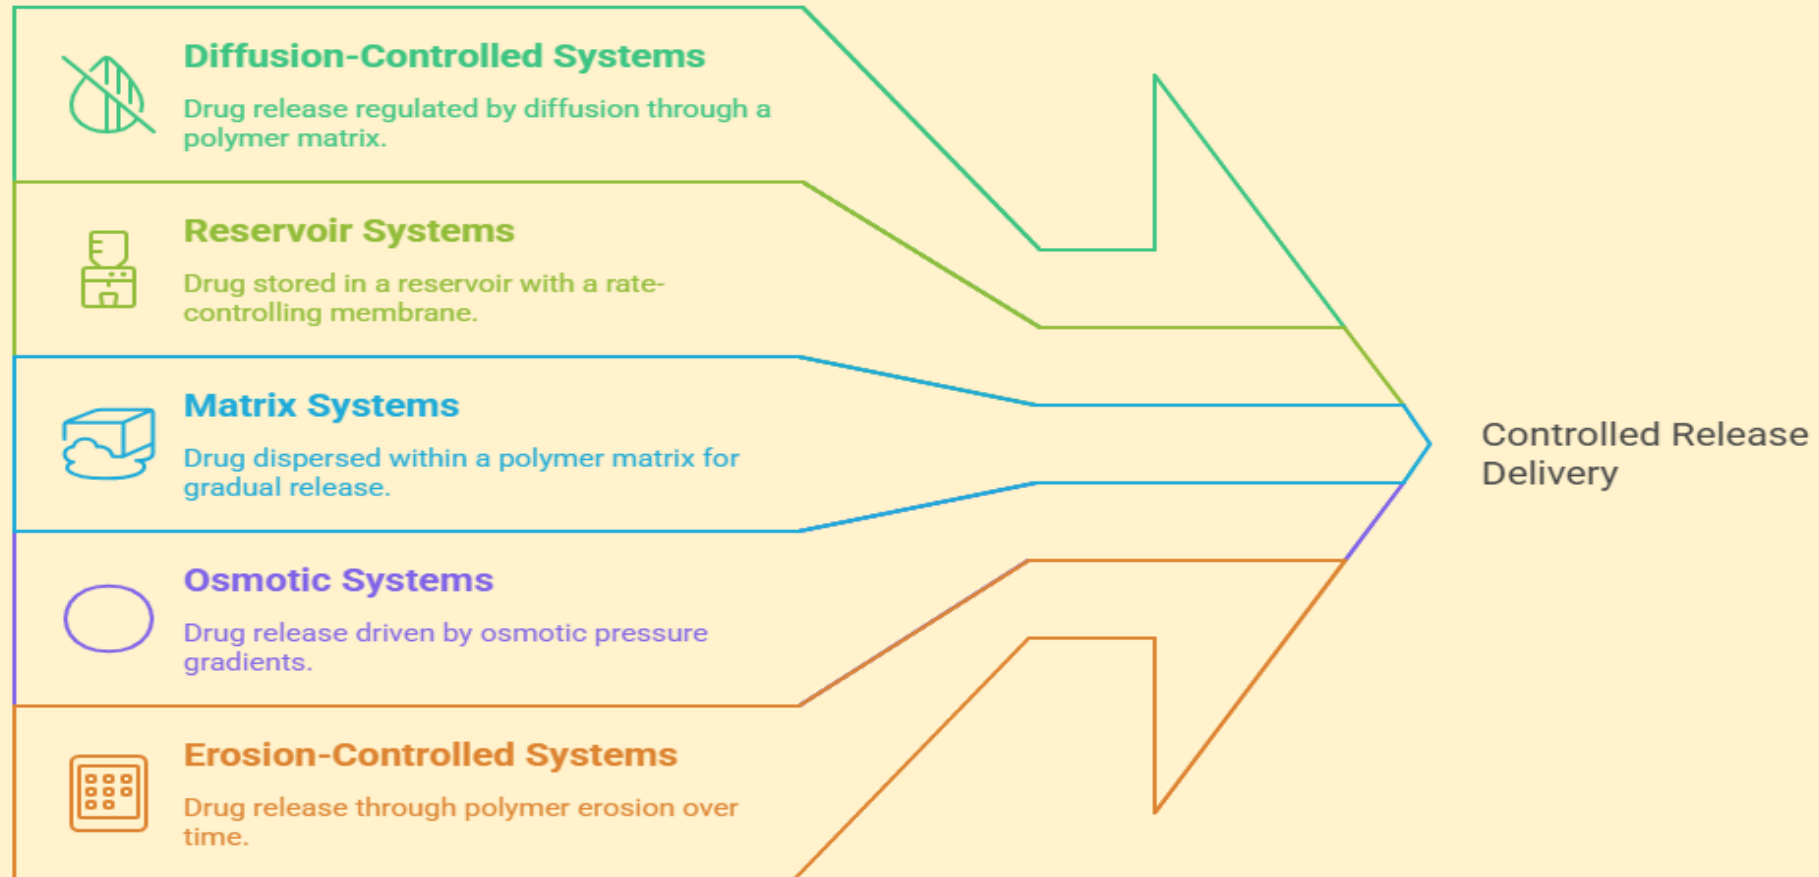 Diffusion-Controlled Systems
Drug release regulated by diffusion through a
polymer matrix.
Reservoir Systems
Drug stored in a reservoir with a rate-
controlling membrane.
Matrix Systems
Drug dispersed within a polymer matrix for
gradual release.
Osmotic Systems
Drug release driven by osmotic pressure
gradients.
Erosion-Controlled Systems
Drug release through polymer erosion over
time.
Controlled Release
Delivery